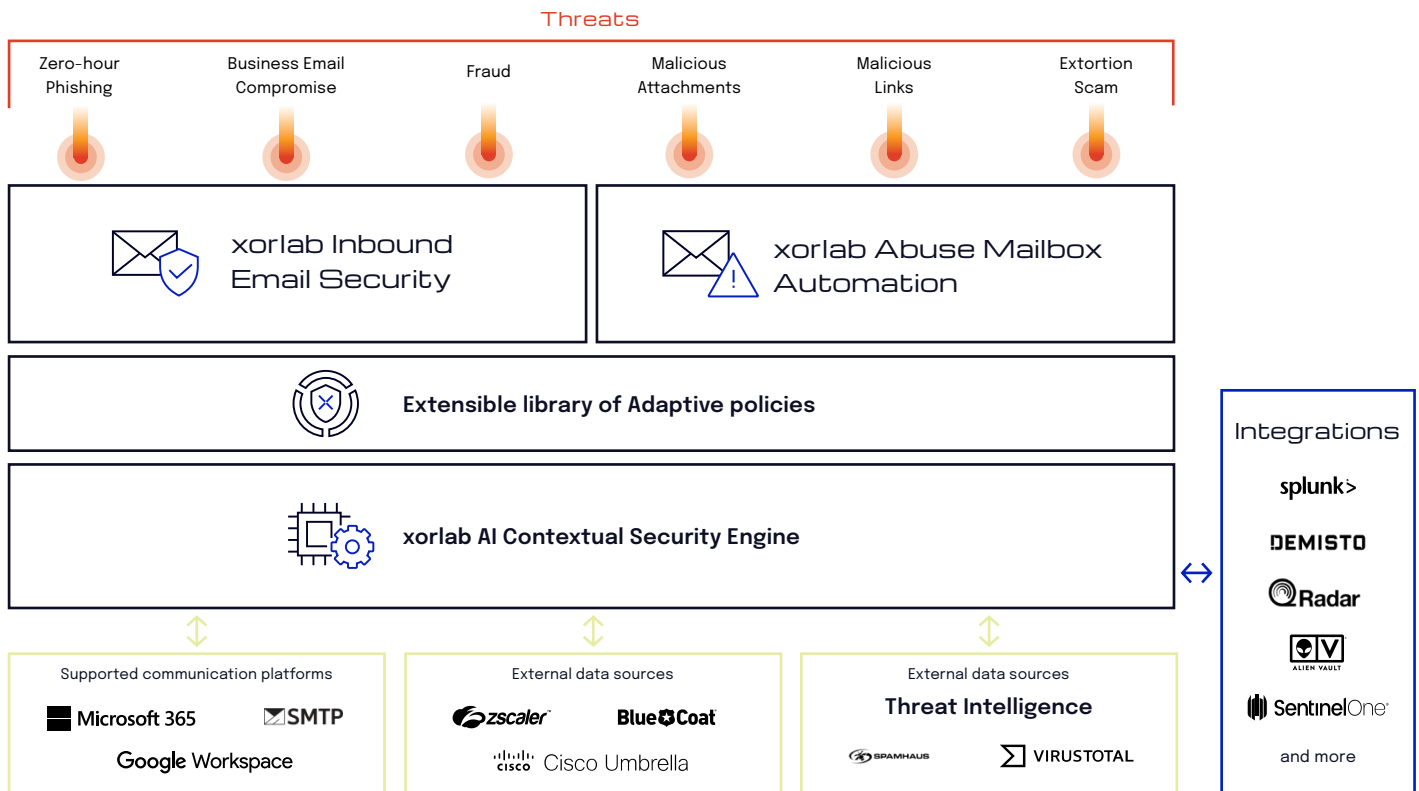 Threats
Zero-hour
Phishing
Business Email
Compromise
Fraud
Malicious
Attachments
Malicious
Links
Extortion
Scam
xorlab Inbound
Email Security
xorlab Abuse Mailbox
Automation
Extensible library of Adaptive policies
xorlab AI Contextual Security Engine
Integrations
splunk>
DEMISTO
QRadar
ALIEN VAULT
SentinelOne
and more
Supported communication platforms
Microsoft 365
SMTP
Google Workspace
External data sources
zscaler
Blue Coat
cisco Cisco Umbrella
External data sources
Threat Intelligence
SPAMHAUS
VIRUSTOTAL